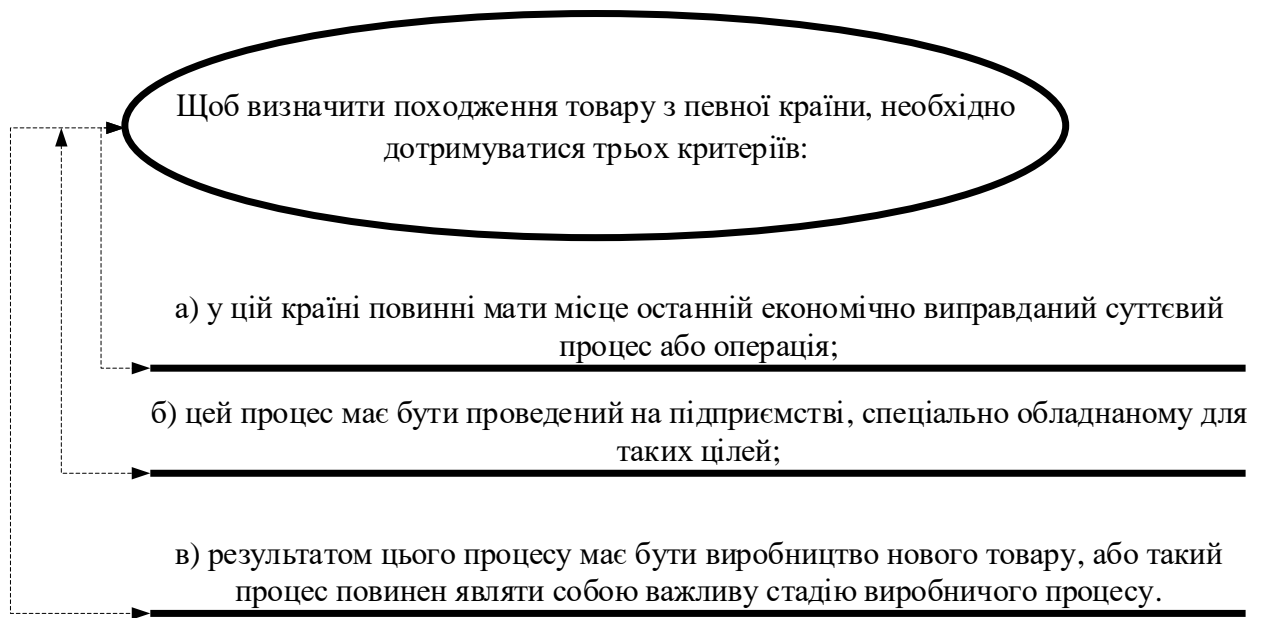 Щоб визначити походження товару з певної країни, необхідно
дотримуватися трьох критеріїв:
а) у цій країні повинні мати місце останній економічно виправданий суттєвий
процес або операція;
б) цей процес має бути проведений на підприємстві, спеціально обладнаному для
таких цілей;
в) результатом цього процесу має бути виробництво нового товару, або такий
процес повинен являти собою важливу стадію виробничого процесу.